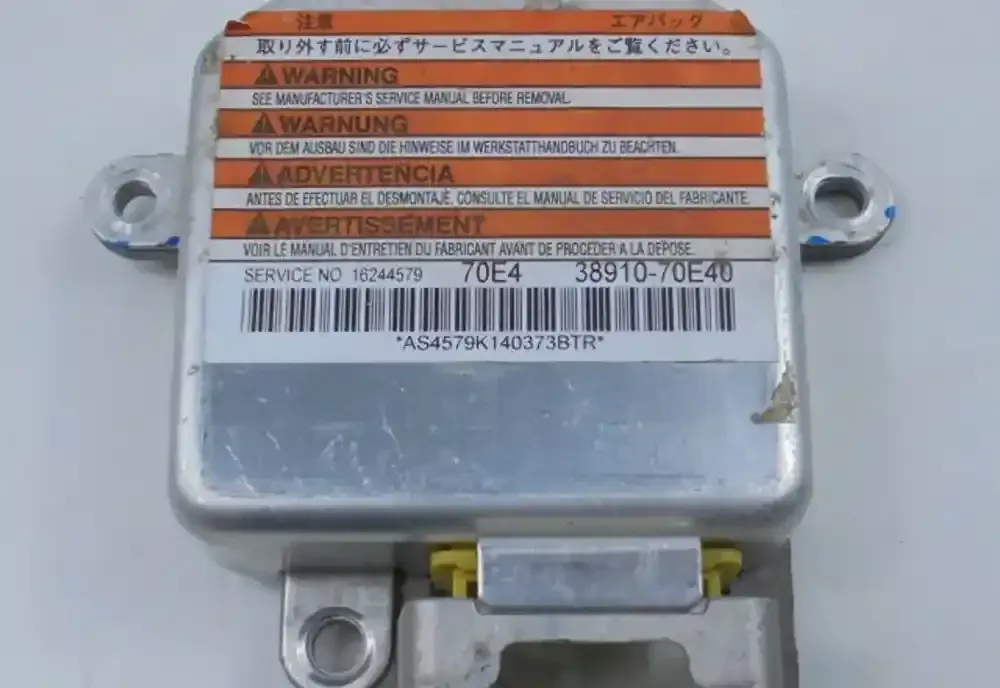 注意 エアバッグ
取り外す前に必ずサービスマニュアルをご覧ください。
WARNING
SEE MANUFACTURER'S SERVICE MANUAL BEFORE REMOVAL.
WARNUNG
VOR DEM AUSBAU SIND DIE HINWEISE IM WERKSTATTHANDBUCH ZU BEACHTEN.
ADVERTENCIA
ANTES DE EFECTUAR EL DESMONTAJE, CONSULTE EL MANUAL DE SERVICIO DEL FABRICANTE.
AVERTISSEMENT
VOIR LE MANUAL D'ENTRETIEN DU FABRICANT AVANT DE PROCEDER A LA DEPOSE.
SERVICE NO 16244579 70E4 38910-70E40
*AS4579K140373BTR*